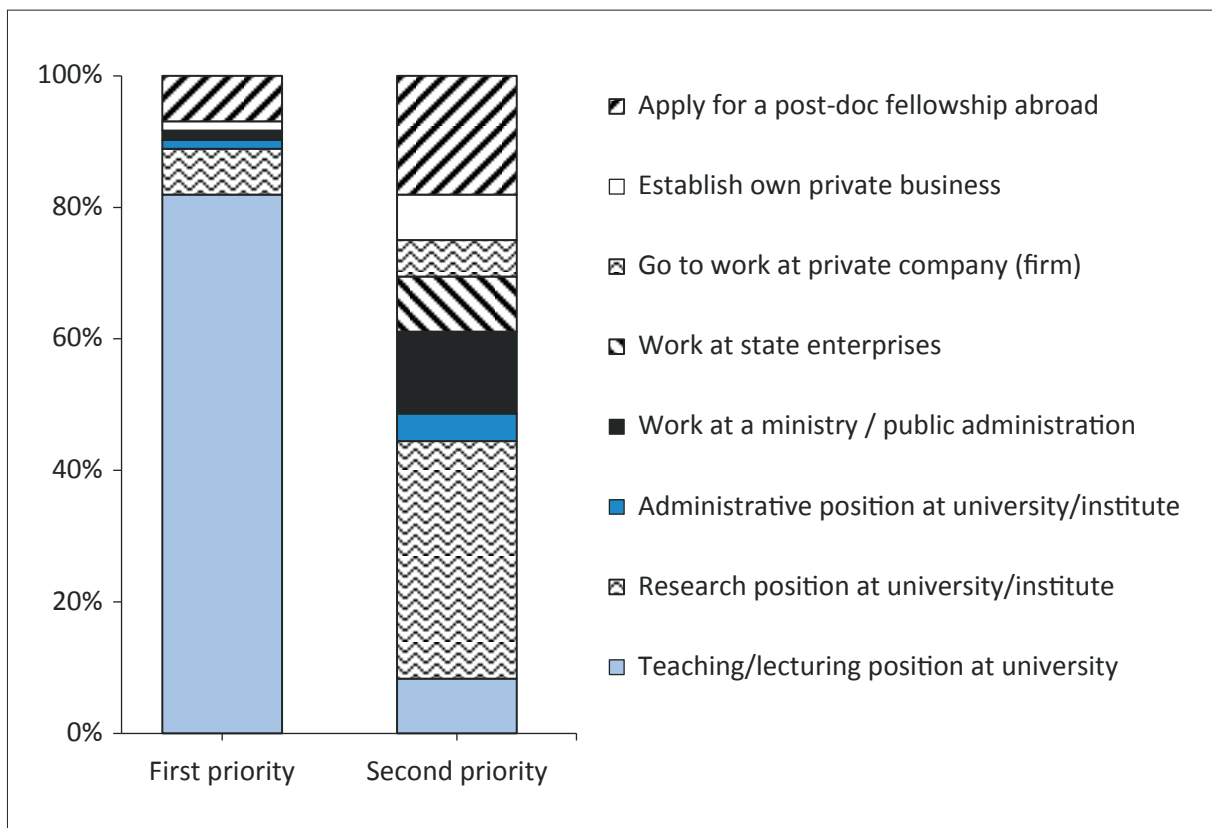 100%
80%
60%
40%
20%
0%
First priority
Second priority
Apply for a post-doc fellowship abroad
Establish own private business
Go to work at private company (firm)
Work at state enterprises
Work at a ministry / public administration
Administrative position at university/institute
Research position at university/institute
Teaching/lecturing position at university